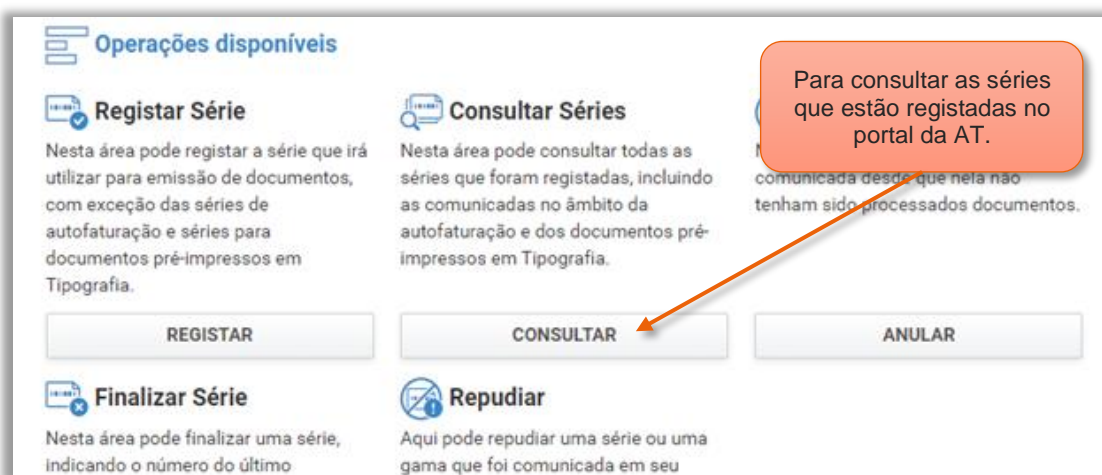 Operações disponíveis
Para consultar as séries
que estão registadas no
portal da AT.
Registar Série
Nesta área pode registar a série que irá
utilizar para emissão de documentos,
com exceção das séries de
autofaturação e séries para
documentos pré-impressos em
Tipografia.
REGISTAR
Consultar Séries
Nesta área pode consultar todas as
séries que foram registadas, incluindo
as comunicadas no âmbito da
autofaturação e dos documentos pré-
impressos em Tipografia.
CONSULTAR
comunicada desde que nela não
tenham sido processados documentos.
ANULAR
Finalizar Série
Nesta área pode finalizar uma série,
indicando o número do último
Repudiar
Aqui pode repudiar uma série ou uma
gama que foi comunicada em seu